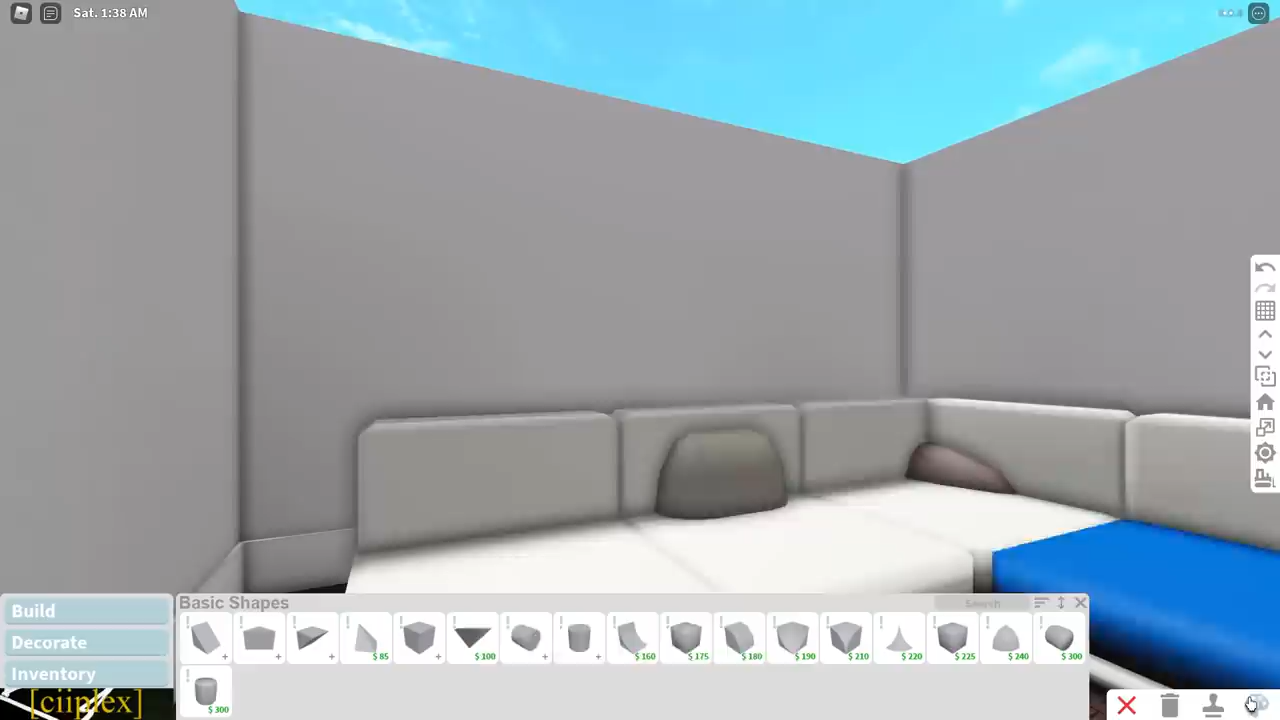 Sat. 1:38 AM
Build
Decorate
Inventory
Basic Shapes
Search
+
+
+
$ 85
+
$ 100
+
+
$ 160
$ 175
$ 180
$ 190
$ 210
$ 220
$ 225
$ 240
$ 300
$ 300
[ciiplex]